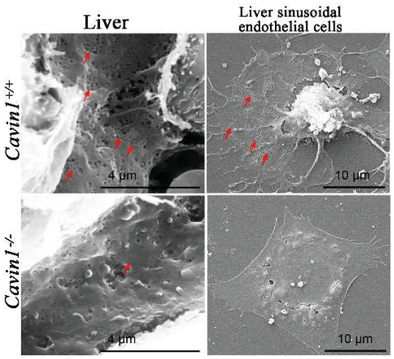 Liver
Liver sinusoidal
endothelial cells
Cavin1+/+
4 μm
10 μm
Cavin1-/-
4 μm
10 μm